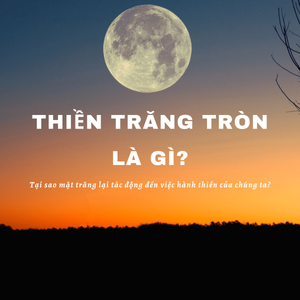 THIỀN TRĂNG TRÒN
LÀ GÌ?
Tại sao mặt trăng lại tác động đến việc hành thiền của chúng ta?